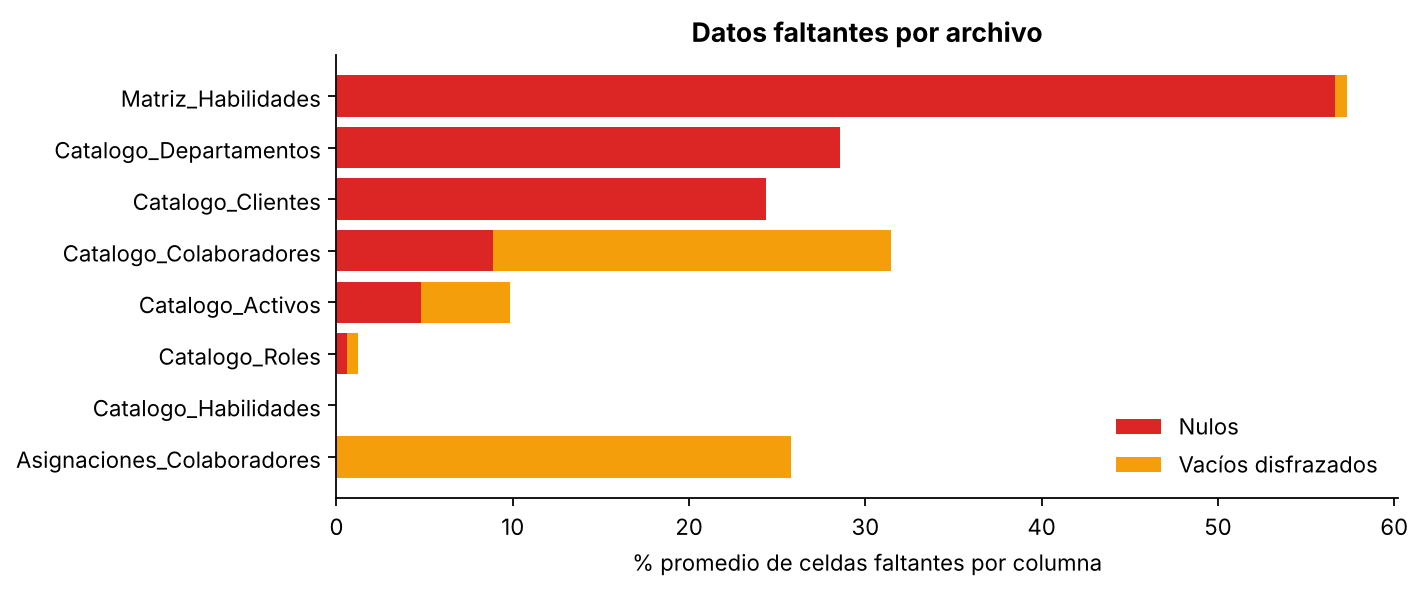 Datos faltantes por archivo
Matriz_Habilidades
Catalogo_Departamentos
Catalogo_Clientes
Catalogo_Colaboradores
Catalogo_Activos
Catalogo_Roles
Catalogo_Habilidades
Asignaciones_Colaboradores
Nulos
Vacíos disfrazados
0 10 20 30 40 50 60
% promedio de celdas faltantes por columna